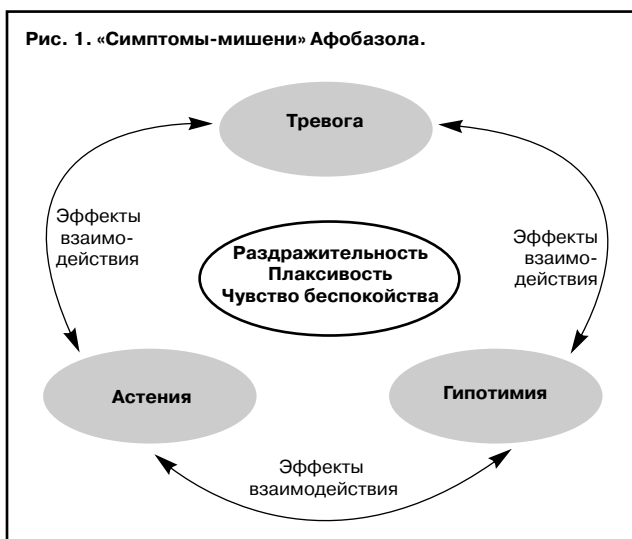 Рис. 1. «Симптомы-мишени» Афобазола.
Тревога
Эффекты
взаимо-
действия
Эффекты
взаимо-
действия
Раздражительность
Плаксивость
Чувство беспокойства
Астения
Гипотимия
Эффекты
взаимодействия